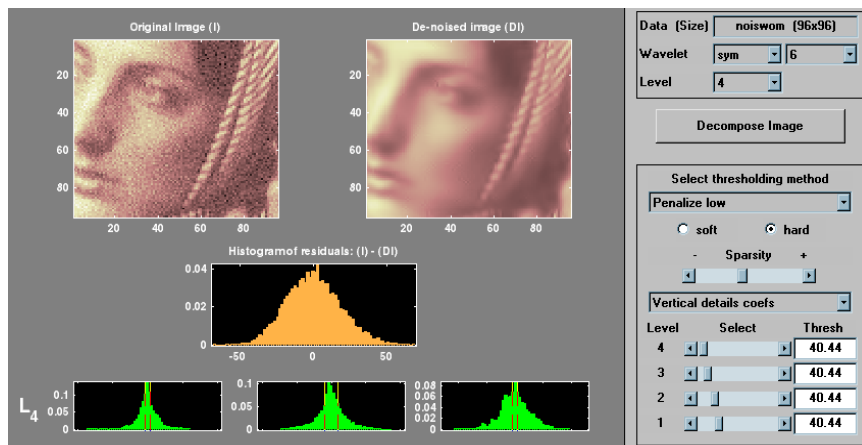 Original Image (I)
De-noised image (DI)
20
40
60
80
20 40 60 80
20
40
60
80
20 40 60 80
Histogramof residuals: (I) - (DI)
0.04
0.02
0
-50 0 50
L4
0.1
0.05
0
0.1
0.05
0
0.08
0.06
0.04
0.02
0
Data (Size) noiswom (96x96)
Wavelet sym 6
Level 4
Decompose Image
Select thresholding method
Penalize low
soft hard
- Sparsity +
Vertical details coefs
Level Select Thresh
4 40.44
3 40.44
2 40.44
1 40.44